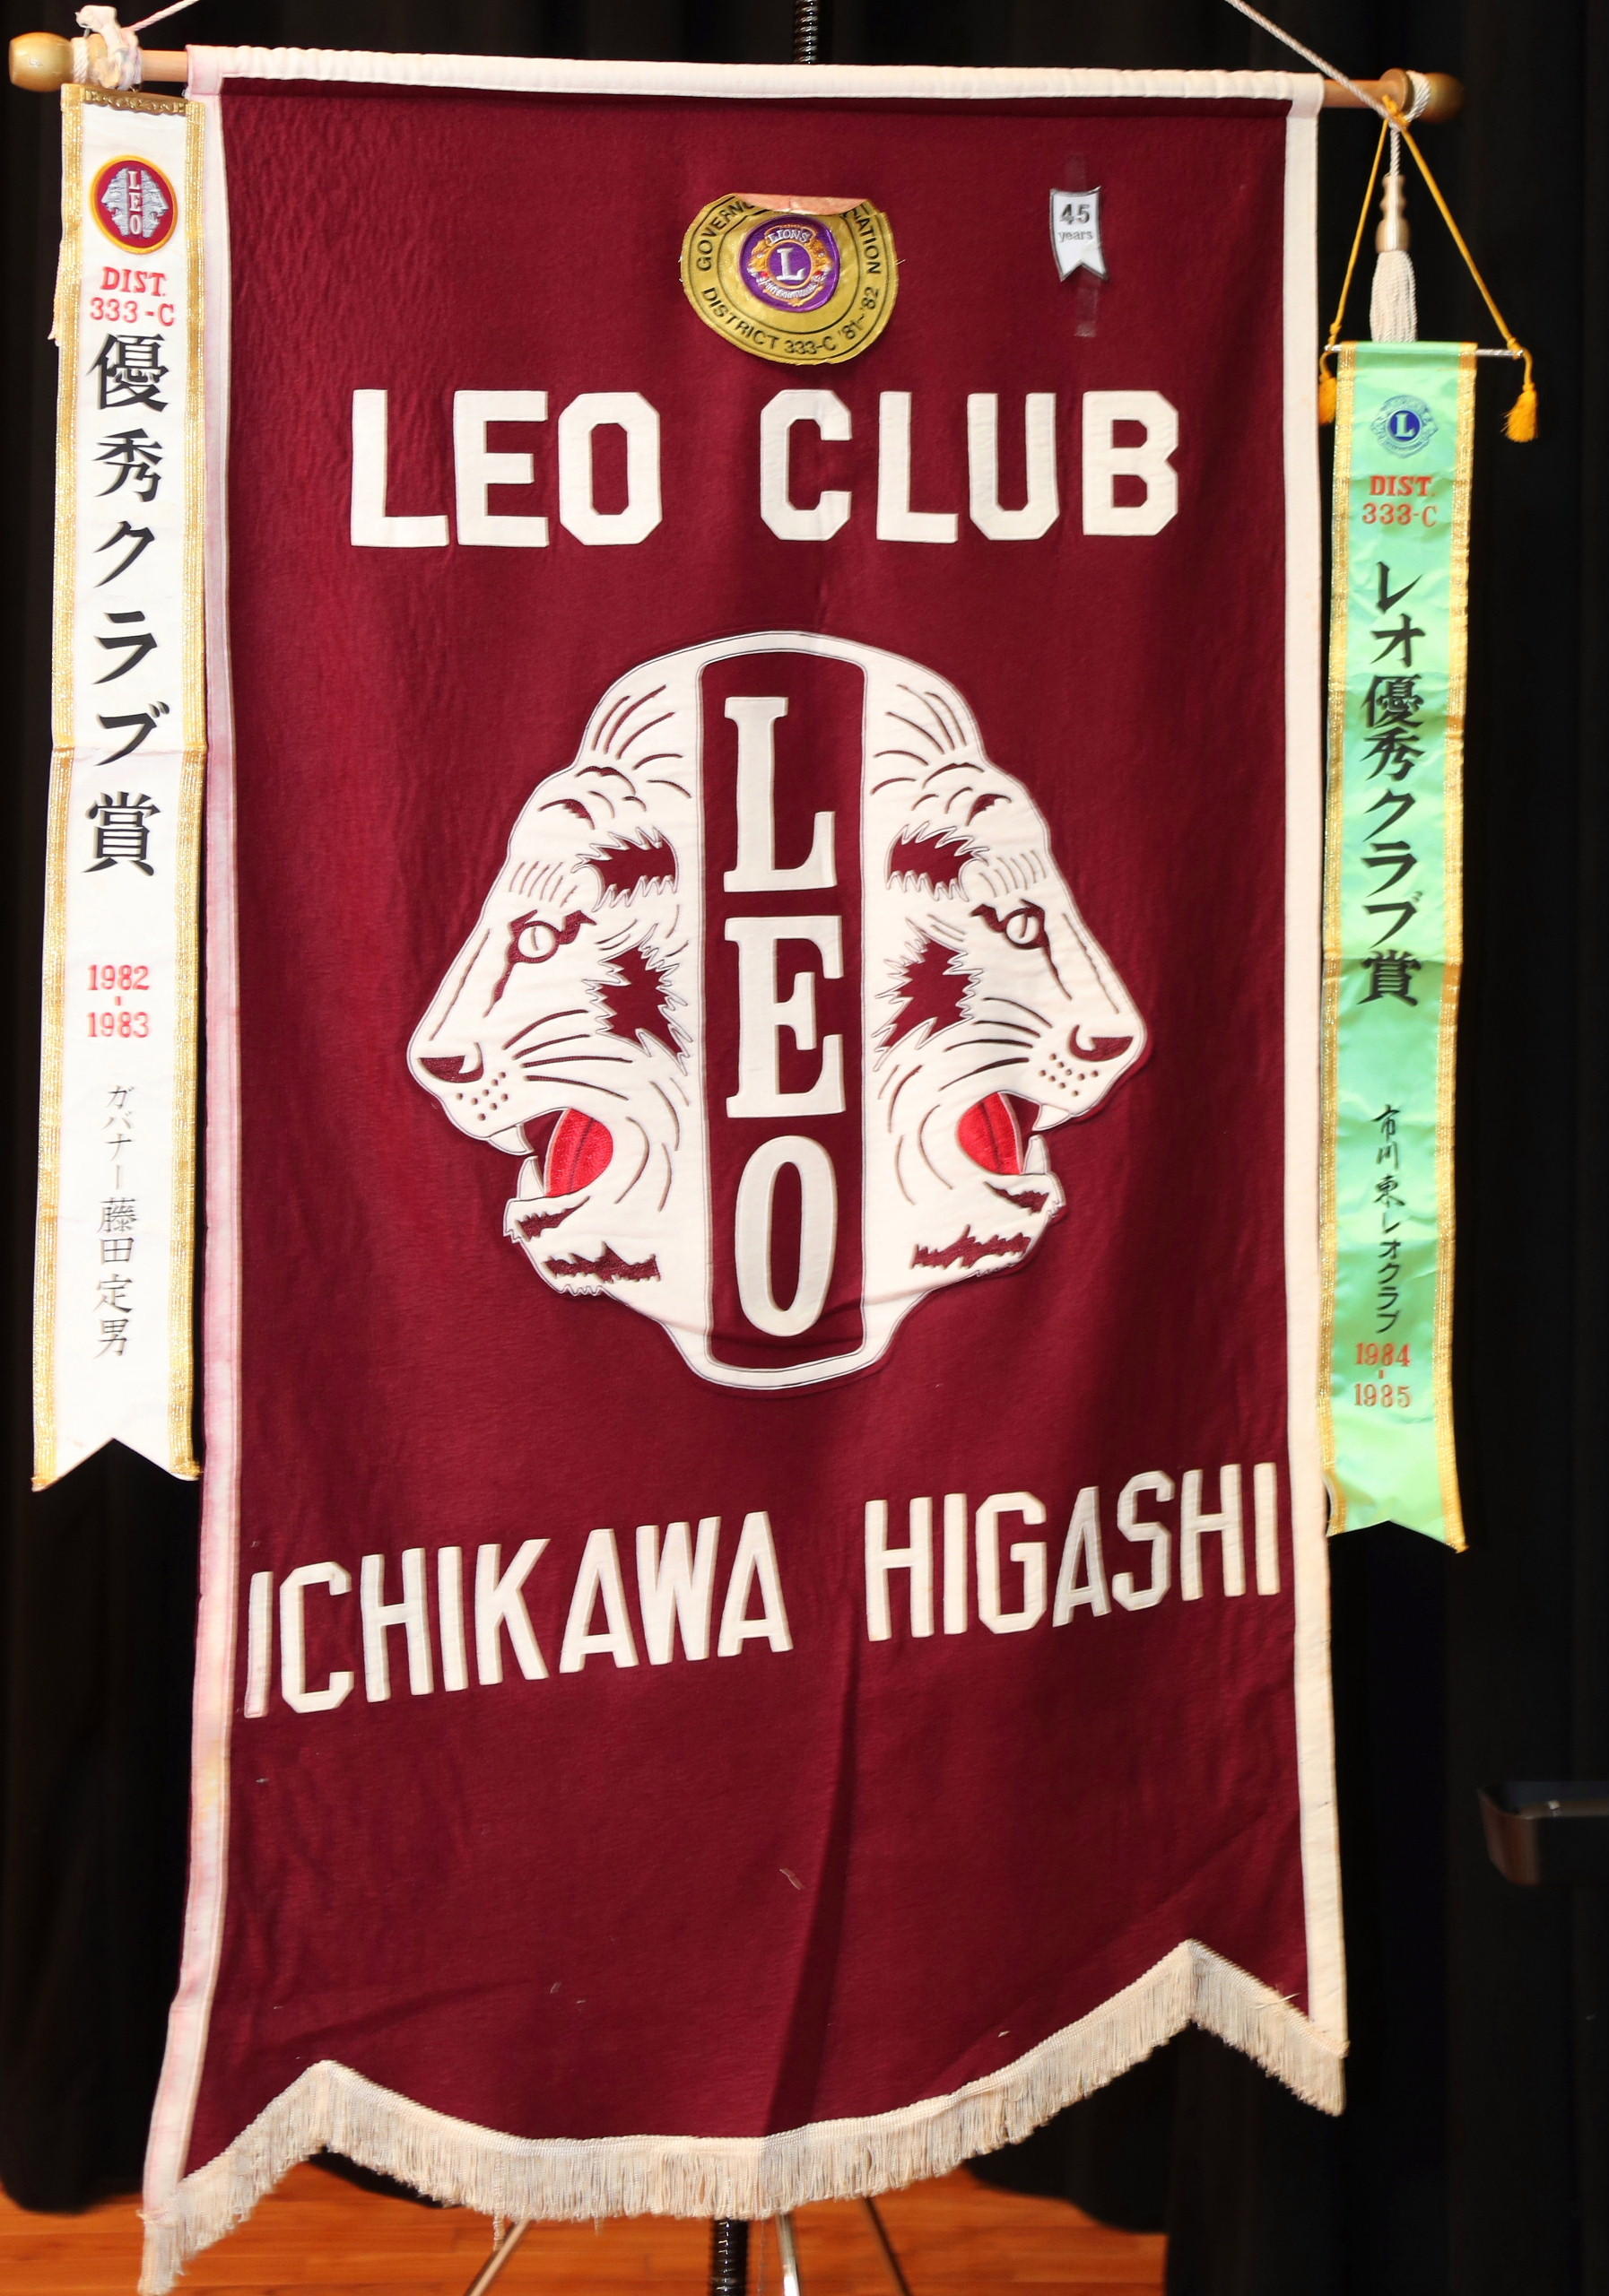 LEO
DIST.
333-C
優秀クラブ賞
1982
-
1983
ガバナー藤田定男
DISTRICT 333-C '81~'82
LIONS
L
INTERNATIONAL
45
years
LEO CLUB
LEO
ICHIKAWA HIGASHI
L
DIST.
333-C
レオ優秀クラブ賞
市川東レオクラブ
1984
-
1985